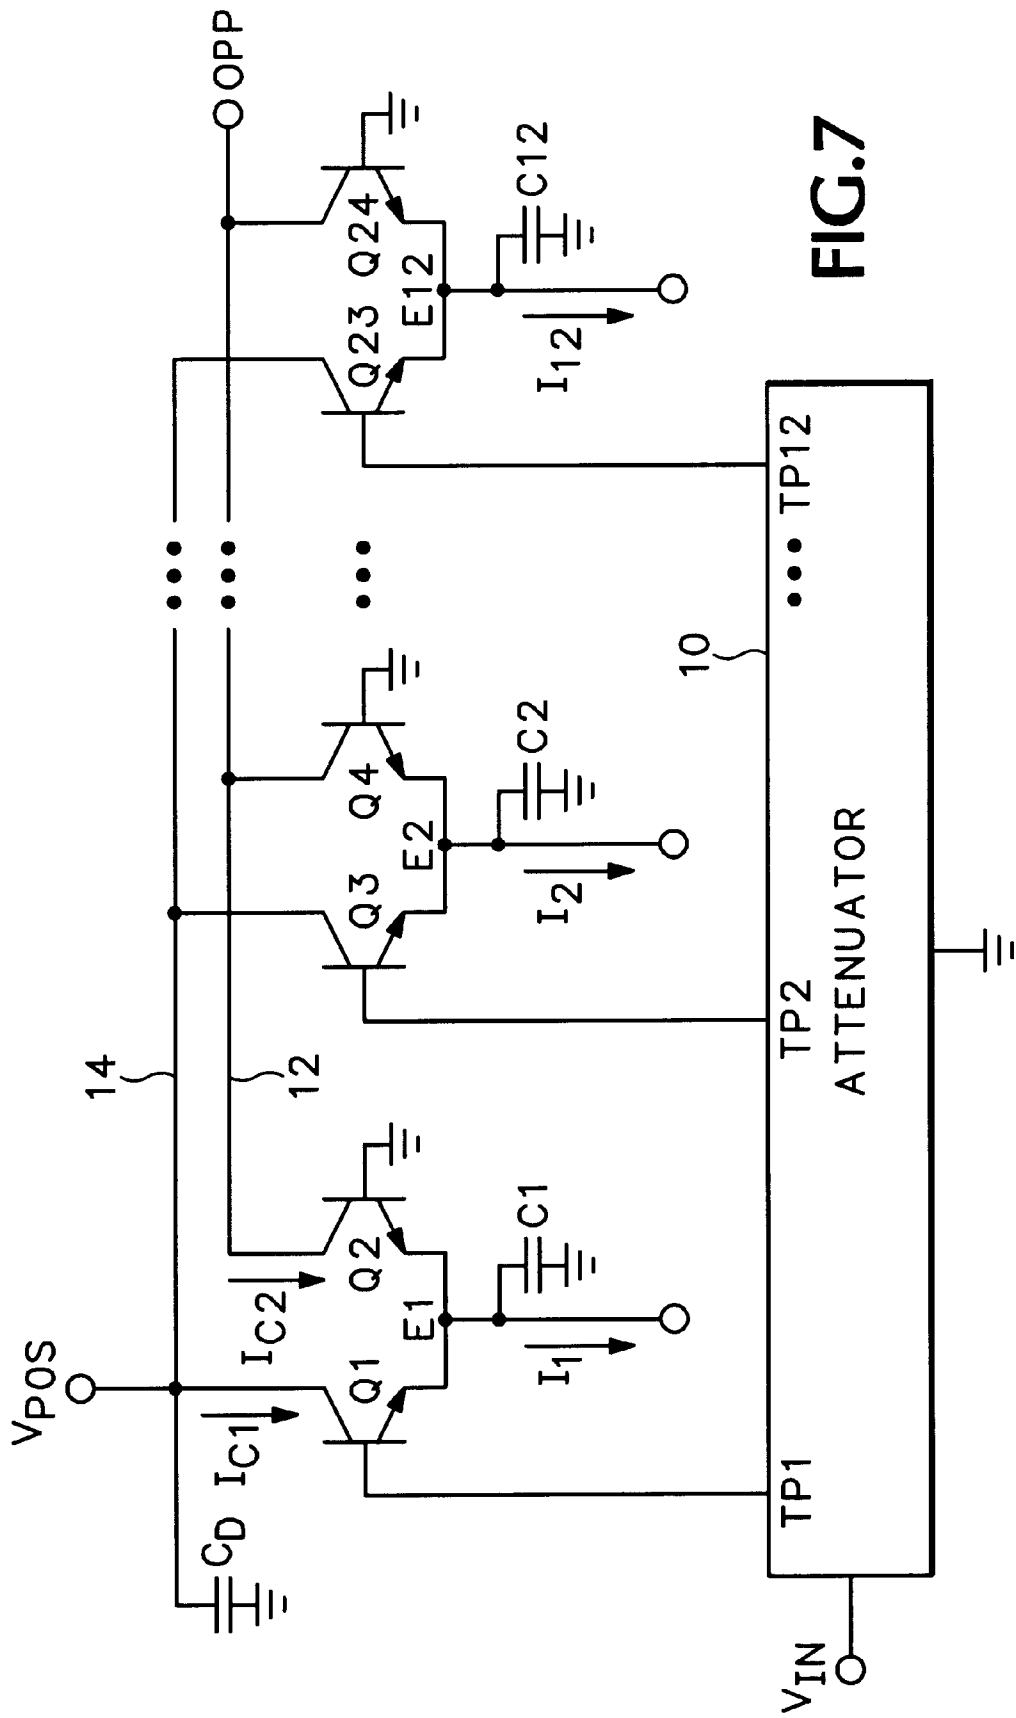 VPOS
14
12
OPP
CD
IC1
IC2
Q1
Q2
Q3
Q4
Q23
Q24
E1
E2
E12
C1
C2
C12
I1
I2
I12
10
TP1
TP2
TP12
ATTENUATOR
VIN
FIG.7